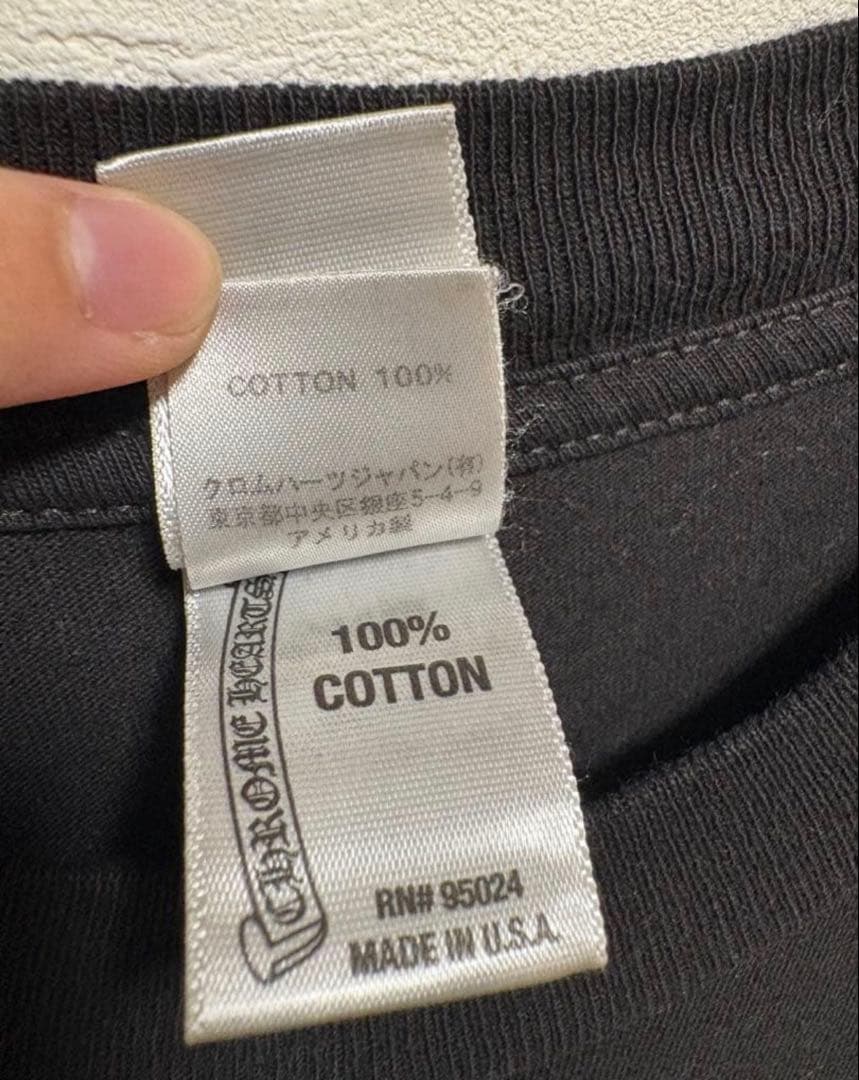 COTTON 100%
クロムハーツジャパン(有)
東京都中央区銀座5-4-9
アメリカ製
CHROME HEARTS
100%
COTTON
RN# 95024
MADE IN U.S.A.